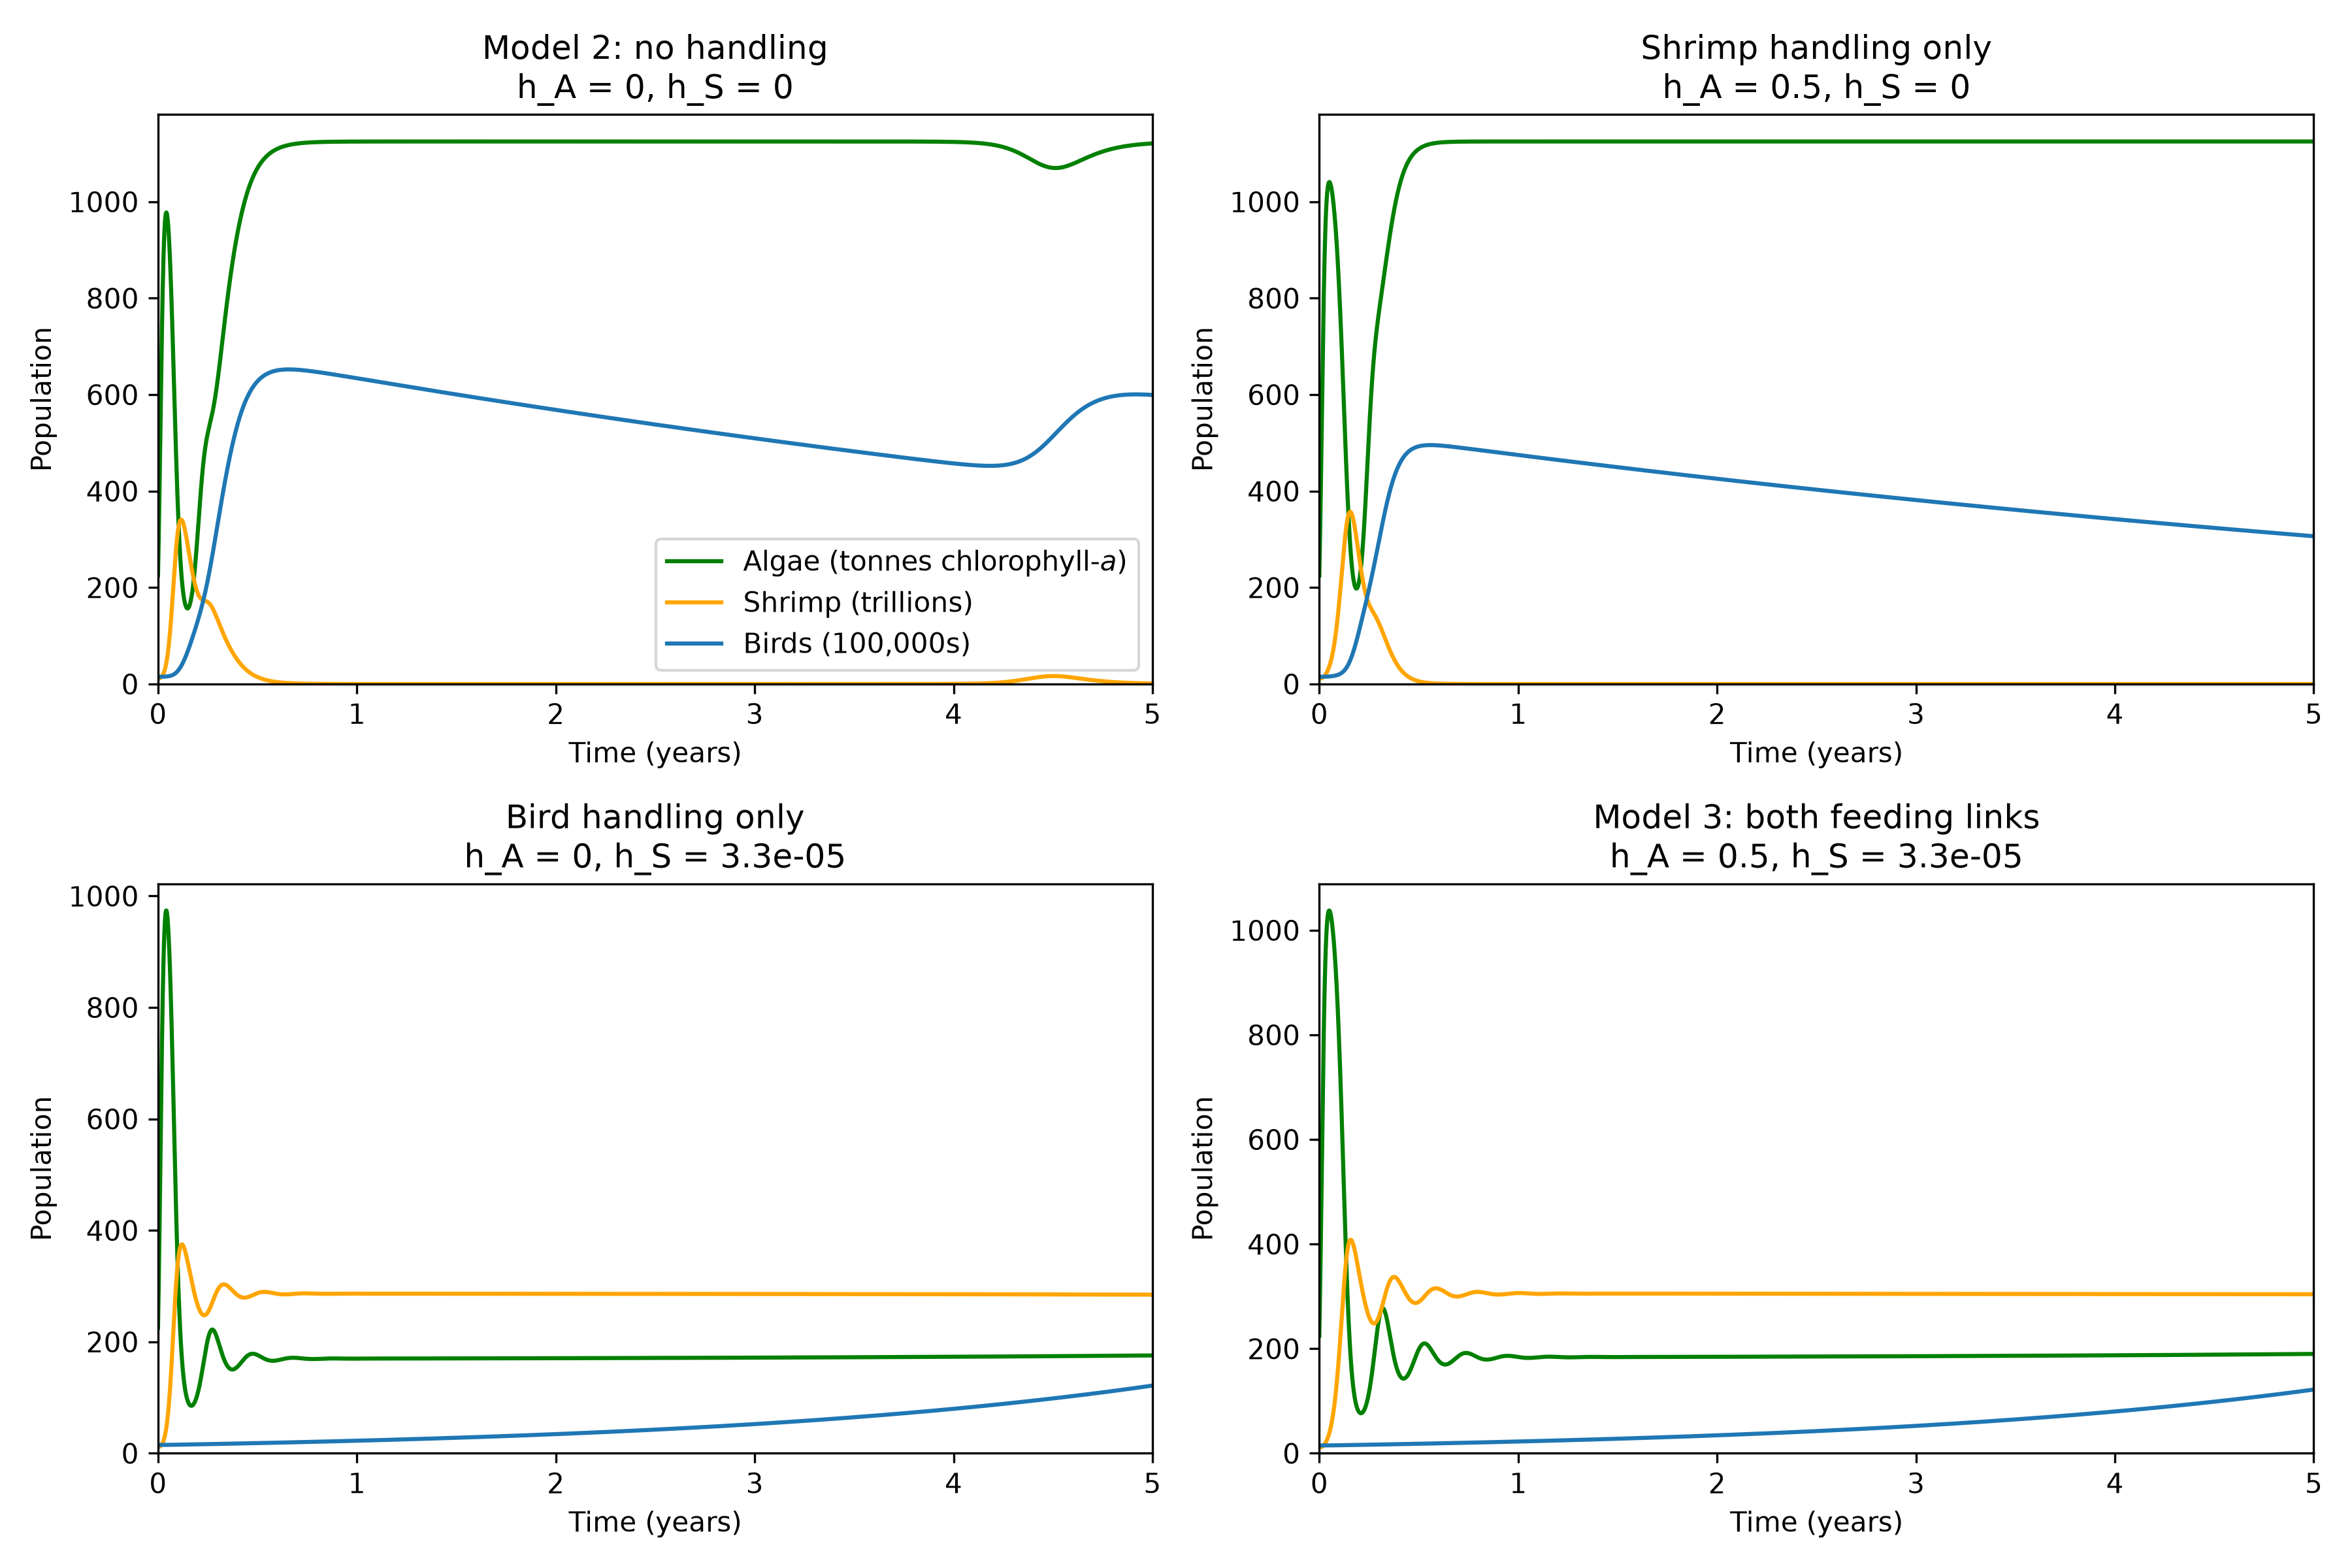 Model 2: no handling
h_A = 0, h_S = 0
Population
1000
800
600
400
200
0
Algae (tonnes chlorophyll-a)
Shrimp (trillions)
Birds (100,000s)
0 1 2 3 4 5
Time (years)
Shrimp handling only
h_A = 0.5, h_S = 0
Population
1000
800
600
400
200
0
0 1 2 3 4 5
Time (years)
Bird handling only
h_A = 0, h_S = 3.3e-05
Population
1000
800
600
400
200
0
0 1 2 3 4 5
Time (years)
Model 3: both feeding links
h_A = 0.5, h_S = 3.3e-05
Population
1000
800
600
400
200
0
0 1 2 3 4 5
Time (years)